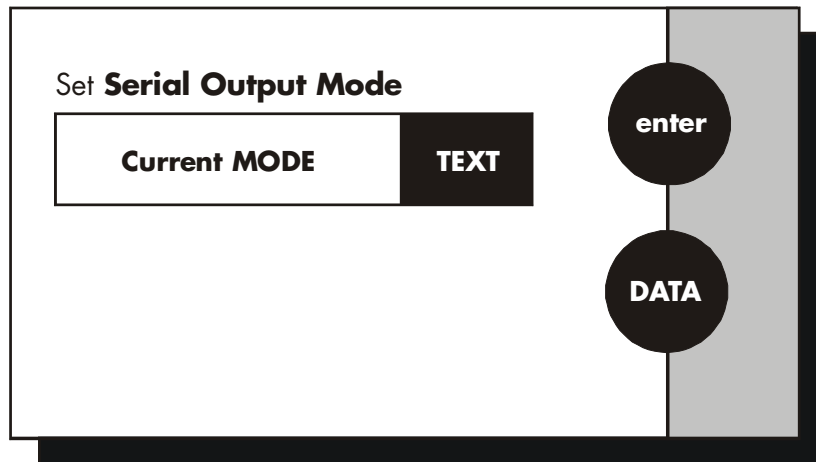 Set Serial Output Mode
Current MODE TEXT
enter
DATA